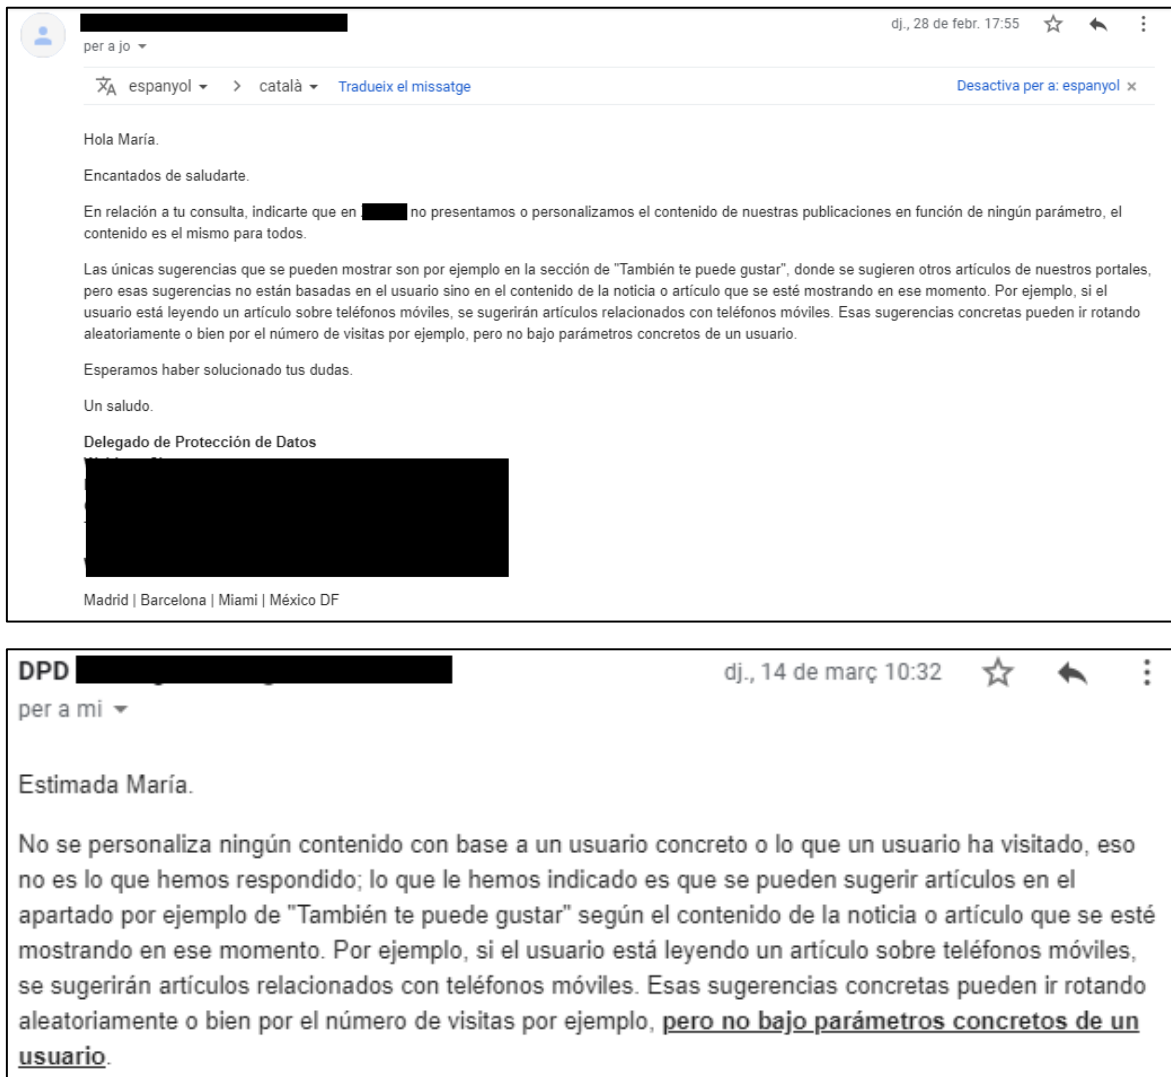 dj., 28 de febr. 17:55
per a jo
espanyol > català Tradueix el missatge Desactiva per a: espanyol ×
Hola María.
Encantados de saludarte.
En relación a tu consulta, indicarte que en no presentamos o personalizamos el contenido de nuestras publicaciones en función de ningún parámetro, el
contenido es el mismo para todos.
Las únicas sugerencias que se pueden mostrar son por ejemplo en la sección de "También te puede gustar", donde se sugieren otros artículos de nuestros portales,
pero esas sugerencias no están basadas en el usuario sino en el contenido de la noticia o artículo que se esté mostrando en ese momento. Por ejemplo, si el
usuario está leyendo un artículo sobre teléfonos móviles, se sugerirán artículos relacionados con teléfonos móviles. Esas sugerencias concretas pueden ir rotando
aleatoriamente o bien por el número de visitas por ejemplo, pero no bajo parámetros concretos de un usuario.
Esperamos haber solucionado tus dudas.
Un saludo.
Delegado de Protección de Datos
Madrid | Barcelona | Miami | México DF
DPD dj., 14 de març 10:32
per a mi
Estimada María.
No se personaliza ningún contenido con base a un usuario concreto o lo que un usuario ha visitado, eso
no es lo que hemos respondido; lo que le hemos indicado es que se pueden sugerir artículos en el
apartado por ejemplo de "También te puede gustar" según el contenido de la noticia o artículo que se esté
mostrando en ese momento. Por ejemplo, si el usuario está leyendo un artículo sobre teléfonos móviles,
se sugerirán artículos relacionados con teléfonos móviles. Esas sugerencias concretas pueden ir rotando
aleatoriamente o bien por el número de visitas por ejemplo, pero no bajo parámetros concretos de un
usuario.